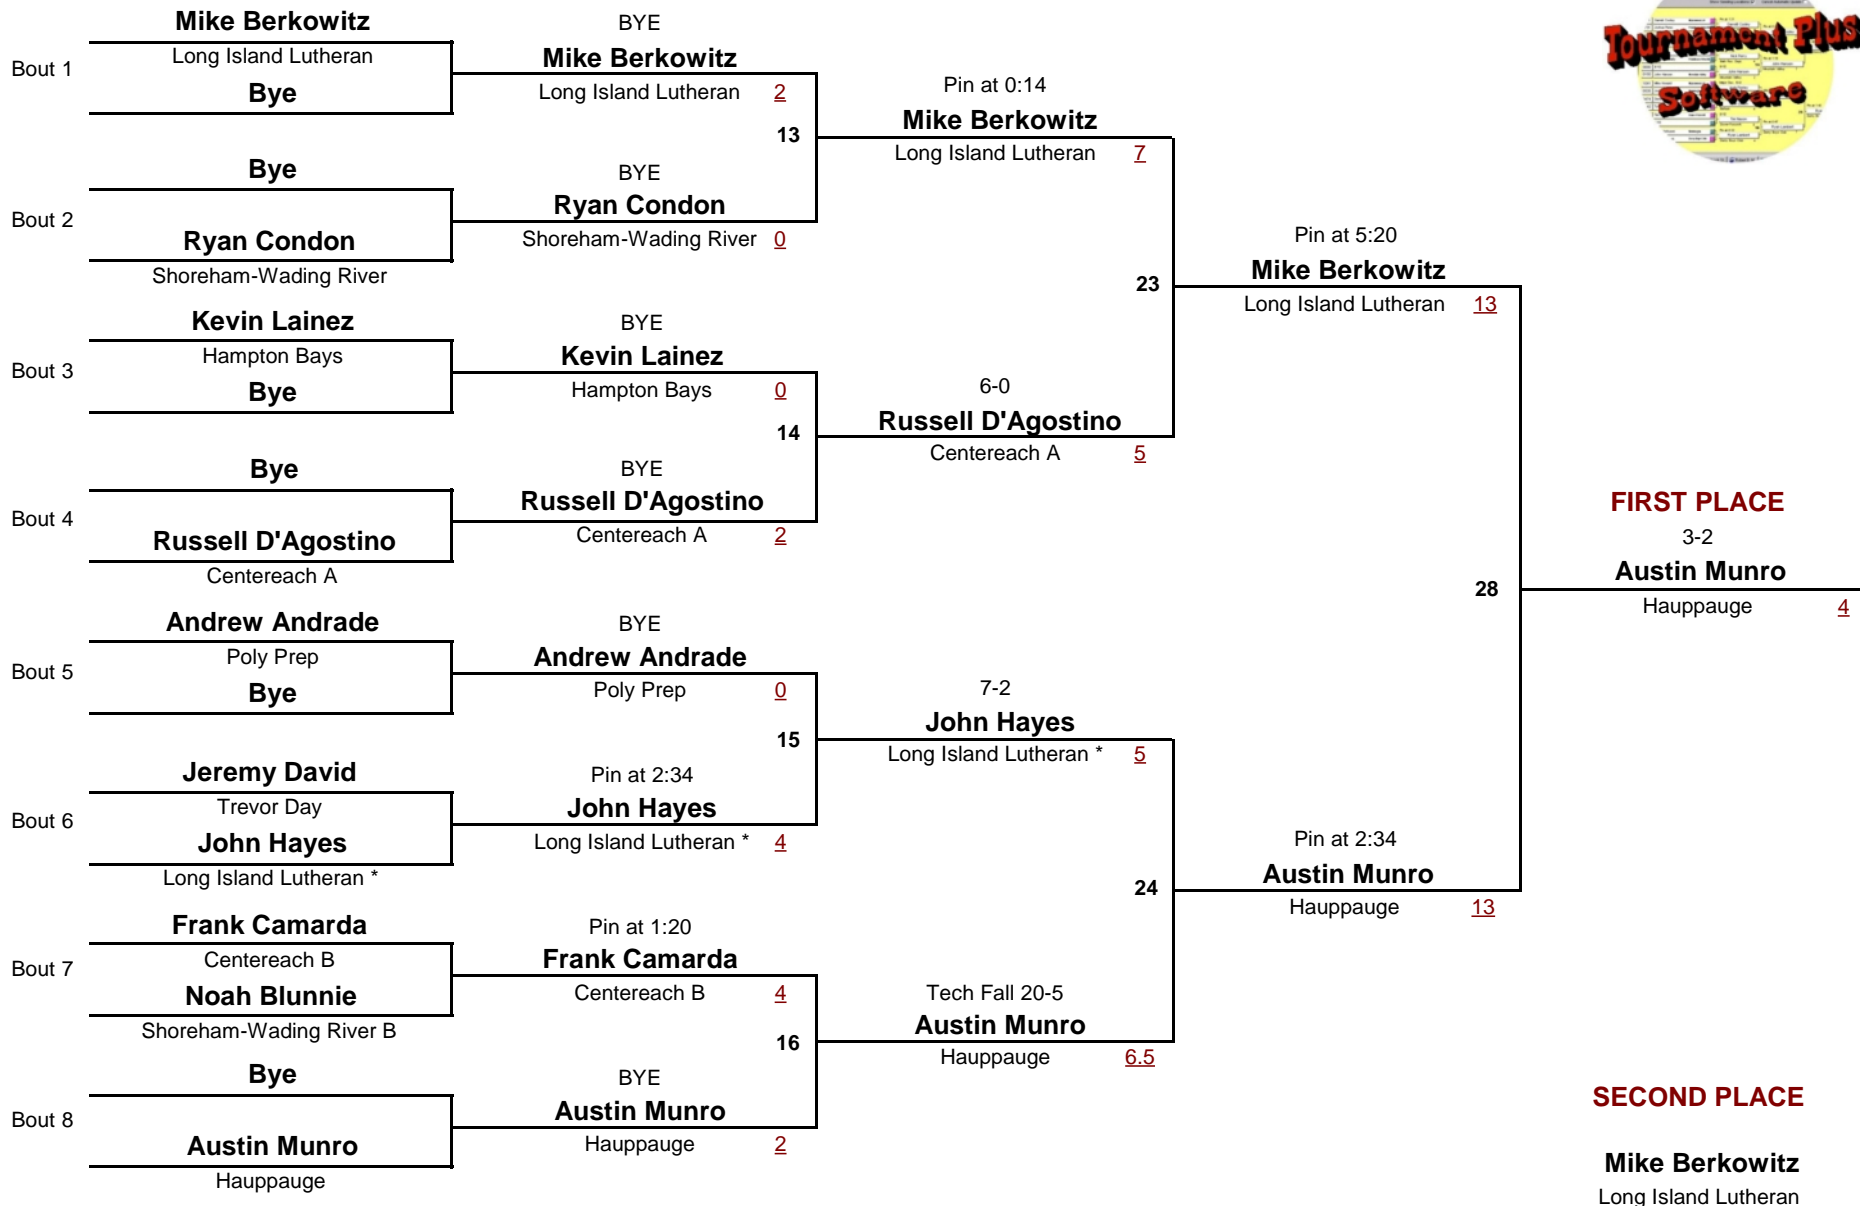 Tournament Plus
Software
Bout 1
Mike Berkowitz
Long Island Lutheran
Bye
Bout 2
Bye
Ryan Condon
Shoreham-Wading River
Bout 3
Kevin Lainez
Hampton Bays
Bye
Bout 4
Bye
Russell D'Agostino
Centereach A
Bout 5
Andrew Andrade
Poly Prep
Bye
Bout 6
Jeremy David
Trevor Day
John Hayes
Long Island Lutheran *
Bout 7
Frank Camarda
Centereach B
Noah Blunnie
Shoreham-Wading River B
Bout 8
Bye
Austin Munro
Hauppauge
BYE
Mike Berkowitz
Long Island Lutheran 2
13
BYE
Ryan Condon
Shoreham-Wading River 0
BYE
Kevin Lainez
Hampton Bays 0
14
BYE
Russell D'Agostino
Centereach A 2
BYE
Andrew Andrade
Poly Prep 0
15
Pin at 2:34
John Hayes
Long Island Lutheran * 4
Pin at 1:20
Frank Camarda
Centereach B 4
16
BYE
Austin Munro
Hauppauge 2
Pin at 0:14
Mike Berkowitz
Long Island Lutheran 7
23
6-0
Russell D'Agostino
Centereach A 5
7-2
John Hayes
Long Island Lutheran * 5
24
Tech Fall 20-5
Austin Munro
Hauppauge 6.5
Pin at 5:20
Mike Berkowitz
Long Island Lutheran 13
28
Pin at 2:34
Austin Munro
Hauppauge 13
FIRST PLACE
3-2
Austin Munro
Hauppauge 4
SECOND PLACE
Mike Berkowitz
Long Island Lutheran